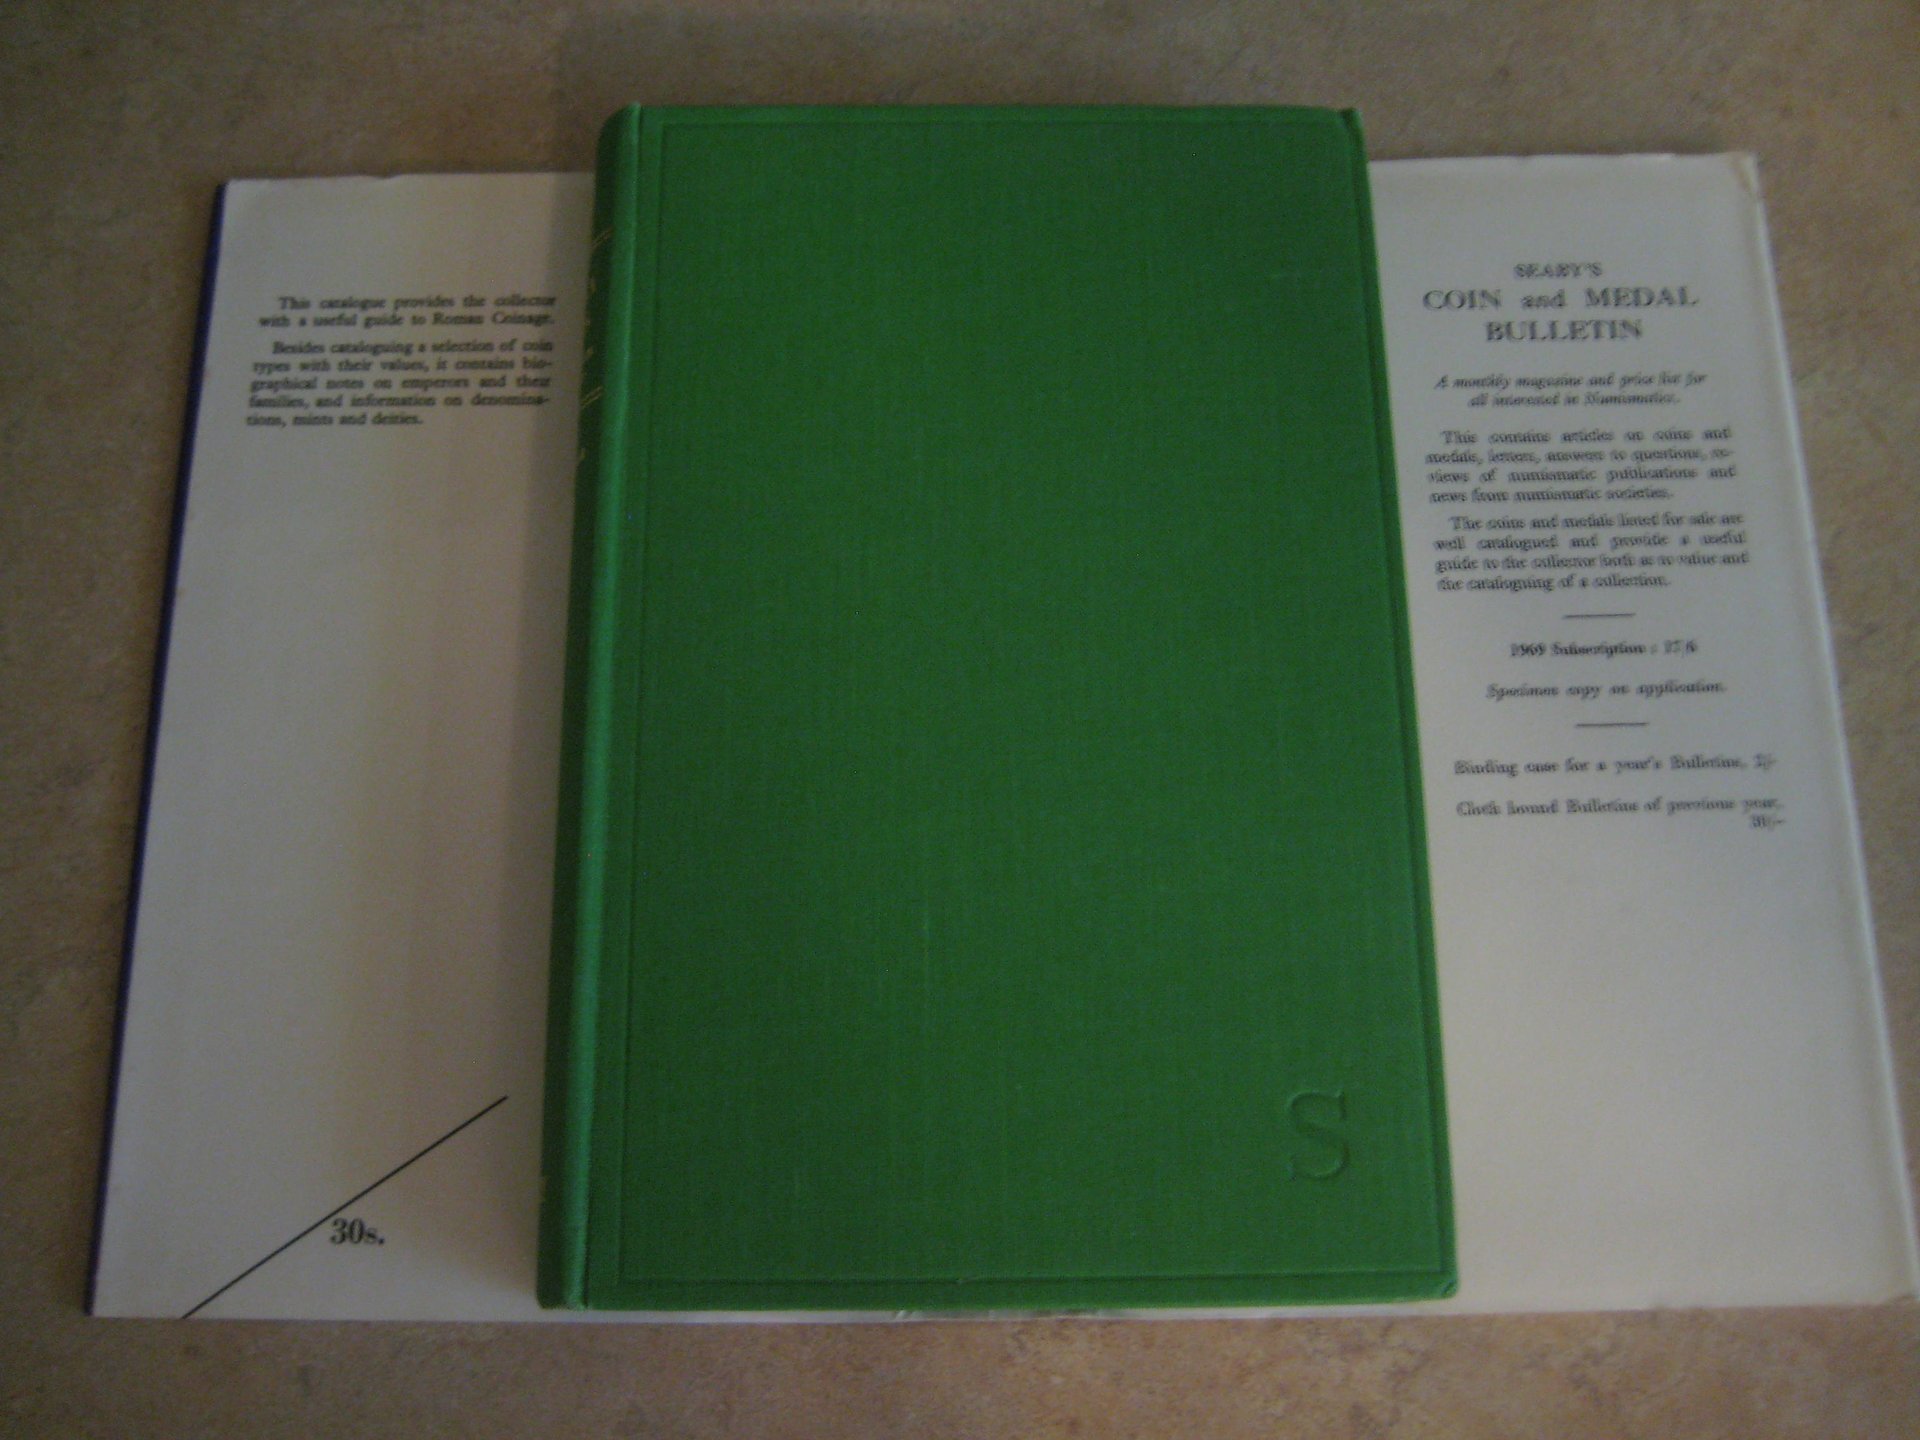 This catalogue provides the collector
with a useful guide to Roman Coinage.
Besides cataloguing a selection of coin
types with their values, it contains bio-
graphical notes on emperors and their
families, and information on denomina-
tions, mints and deities.
30s.
S
SEABY'S
COIN and MEDAL
BULLETIN
A monthly magazine and price list for
all interested in Numismatics.
This contains articles on coins and
medals, letters, answers to questions, re-
views of numismatic publications and
news from numismatic societies.
The coins and medals listed for sale are
well catalogued and provide a useful
guide to the collector both as to value and
the cataloguing of a collection.
1969 Subscription : 17/6
Specimen copy on application.
Binding case for a year's Bulletins,
Cloth bound Bulletins of previous year,